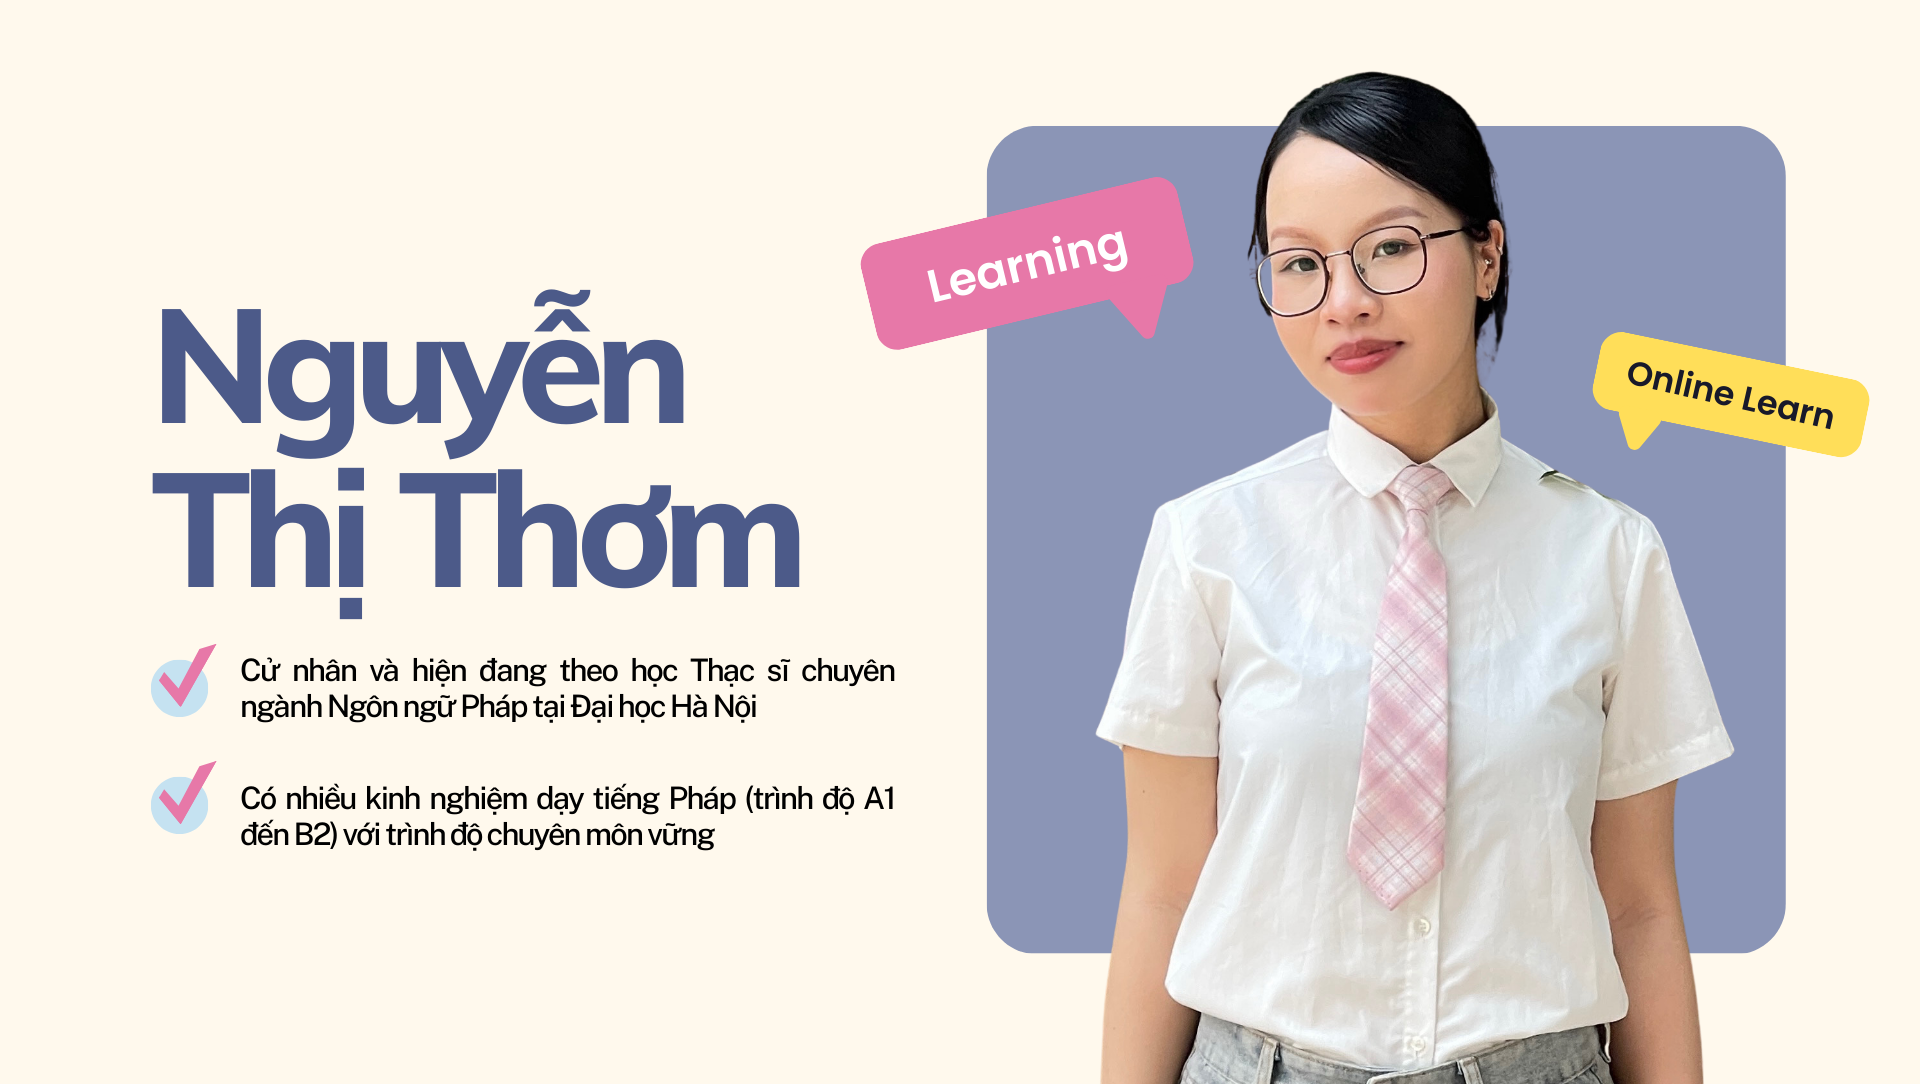 Nguyễn
Thị Thơm
Cử nhân và hiện đang theo học Thạc sĩ chuyên
ngành Ngôn ngữ Pháp tại Đại học Hà Nội
Có nhiều kinh nghiệm dạy tiếng Pháp (trình độ A1
đến B2) với trình độ chuyên môn vững
Learning
Online Learn